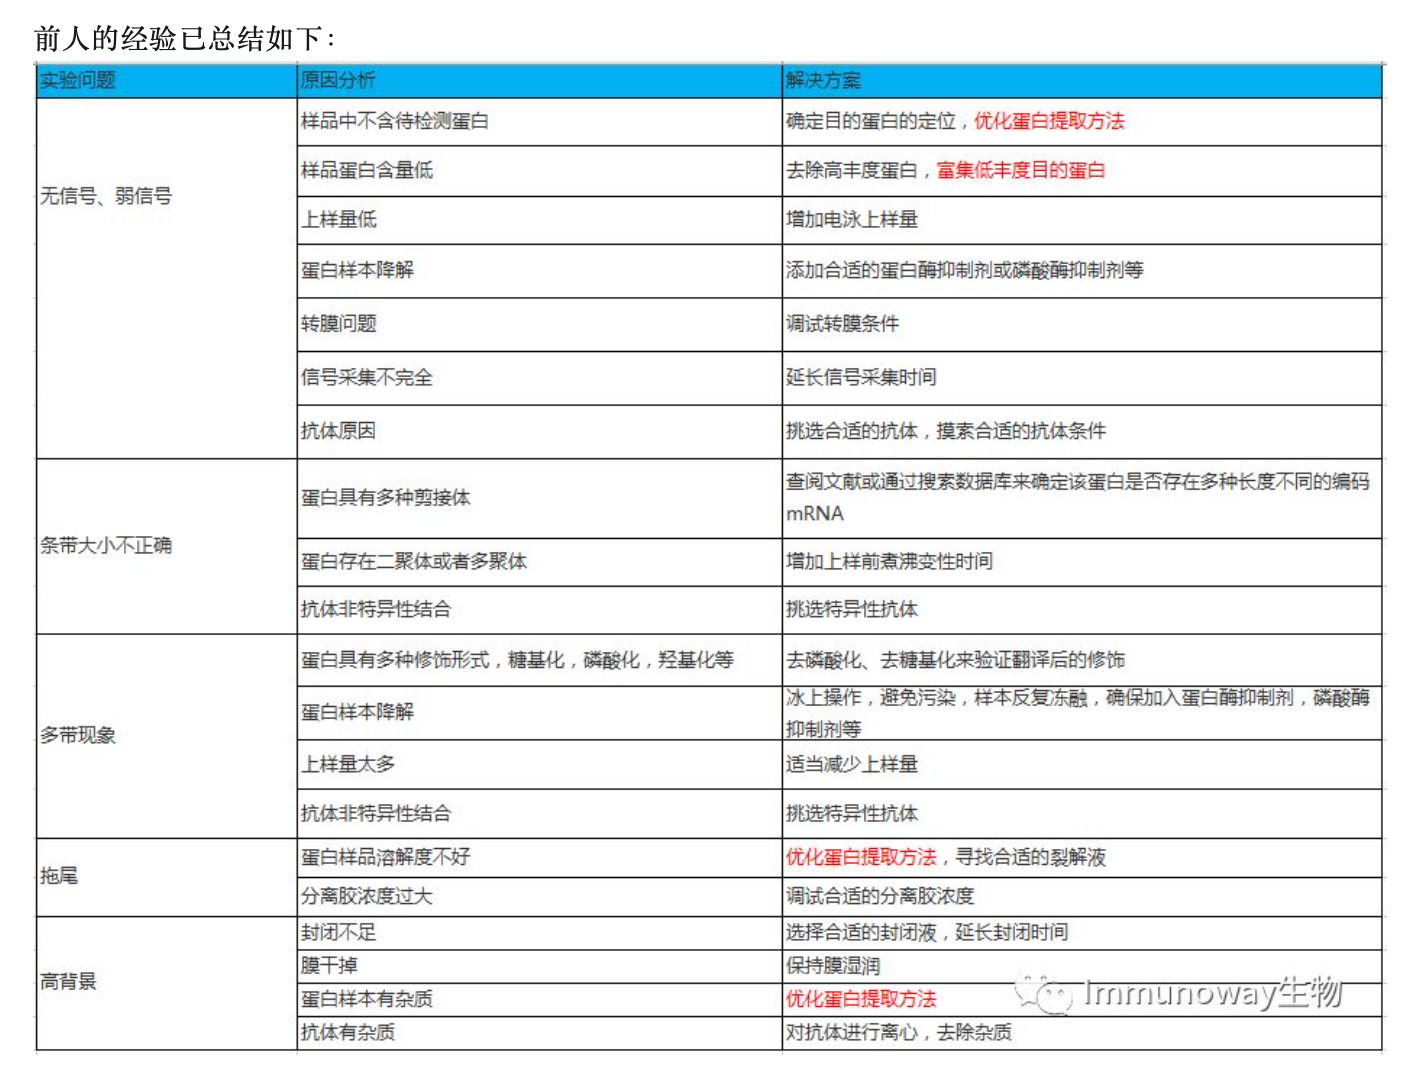 前人的经验已总结如下：
实验问题 原因分析 解决方案
样品中不含待检测蛋白 确定目的蛋白的定位，优化蛋白提取方法
样品蛋白含量低 去除高丰度蛋白，富集低丰度目的蛋白
无信号、弱信号
上样量低 增加电泳上样量
蛋白样本降解 添加合适的蛋白酶抑制剂或磷酸酶抑制剂等
转膜问题 调试转膜条件
信号采集不完全 延长信号采集时间
抗体原因 挑选合适的抗体，摸索合适的抗体条件
蛋白具有多种剪接体 查阅文献或通过搜索数据库来确定该蛋白是否存在多种长度不同的编码
mRNA
条带大小不正确
蛋白存在二聚体或者多聚体 增加上样前煮沸变性时间
抗体非特异性结合 挑选特异性抗体
蛋白具有多种修饰形式，糖基化，磷酸化，羟基化等 去磷酸化、去糖基化来验证翻译后的修饰
蛋白样本降解 冰上操作，避免污染，样本反复冻融，确保加入蛋白酶抑制剂，磷酸酶
抑制剂等
多带现象
上样量太多 适当减少上样量
抗体非特异性结合 挑选特异性抗体
蛋白样品溶解度不好 优化蛋白提取方法，寻找合适的裂解液
拖尾
分离胶浓度过大 调试合适的分离胶浓度
封闭不足 选择合适的封闭液，延长封闭时间
膜干掉 保持膜湿润
高背景
蛋白样本有杂质 优化蛋白提取方法
Immunoway生物
抗体有杂质 对抗体进行离心，去除杂质